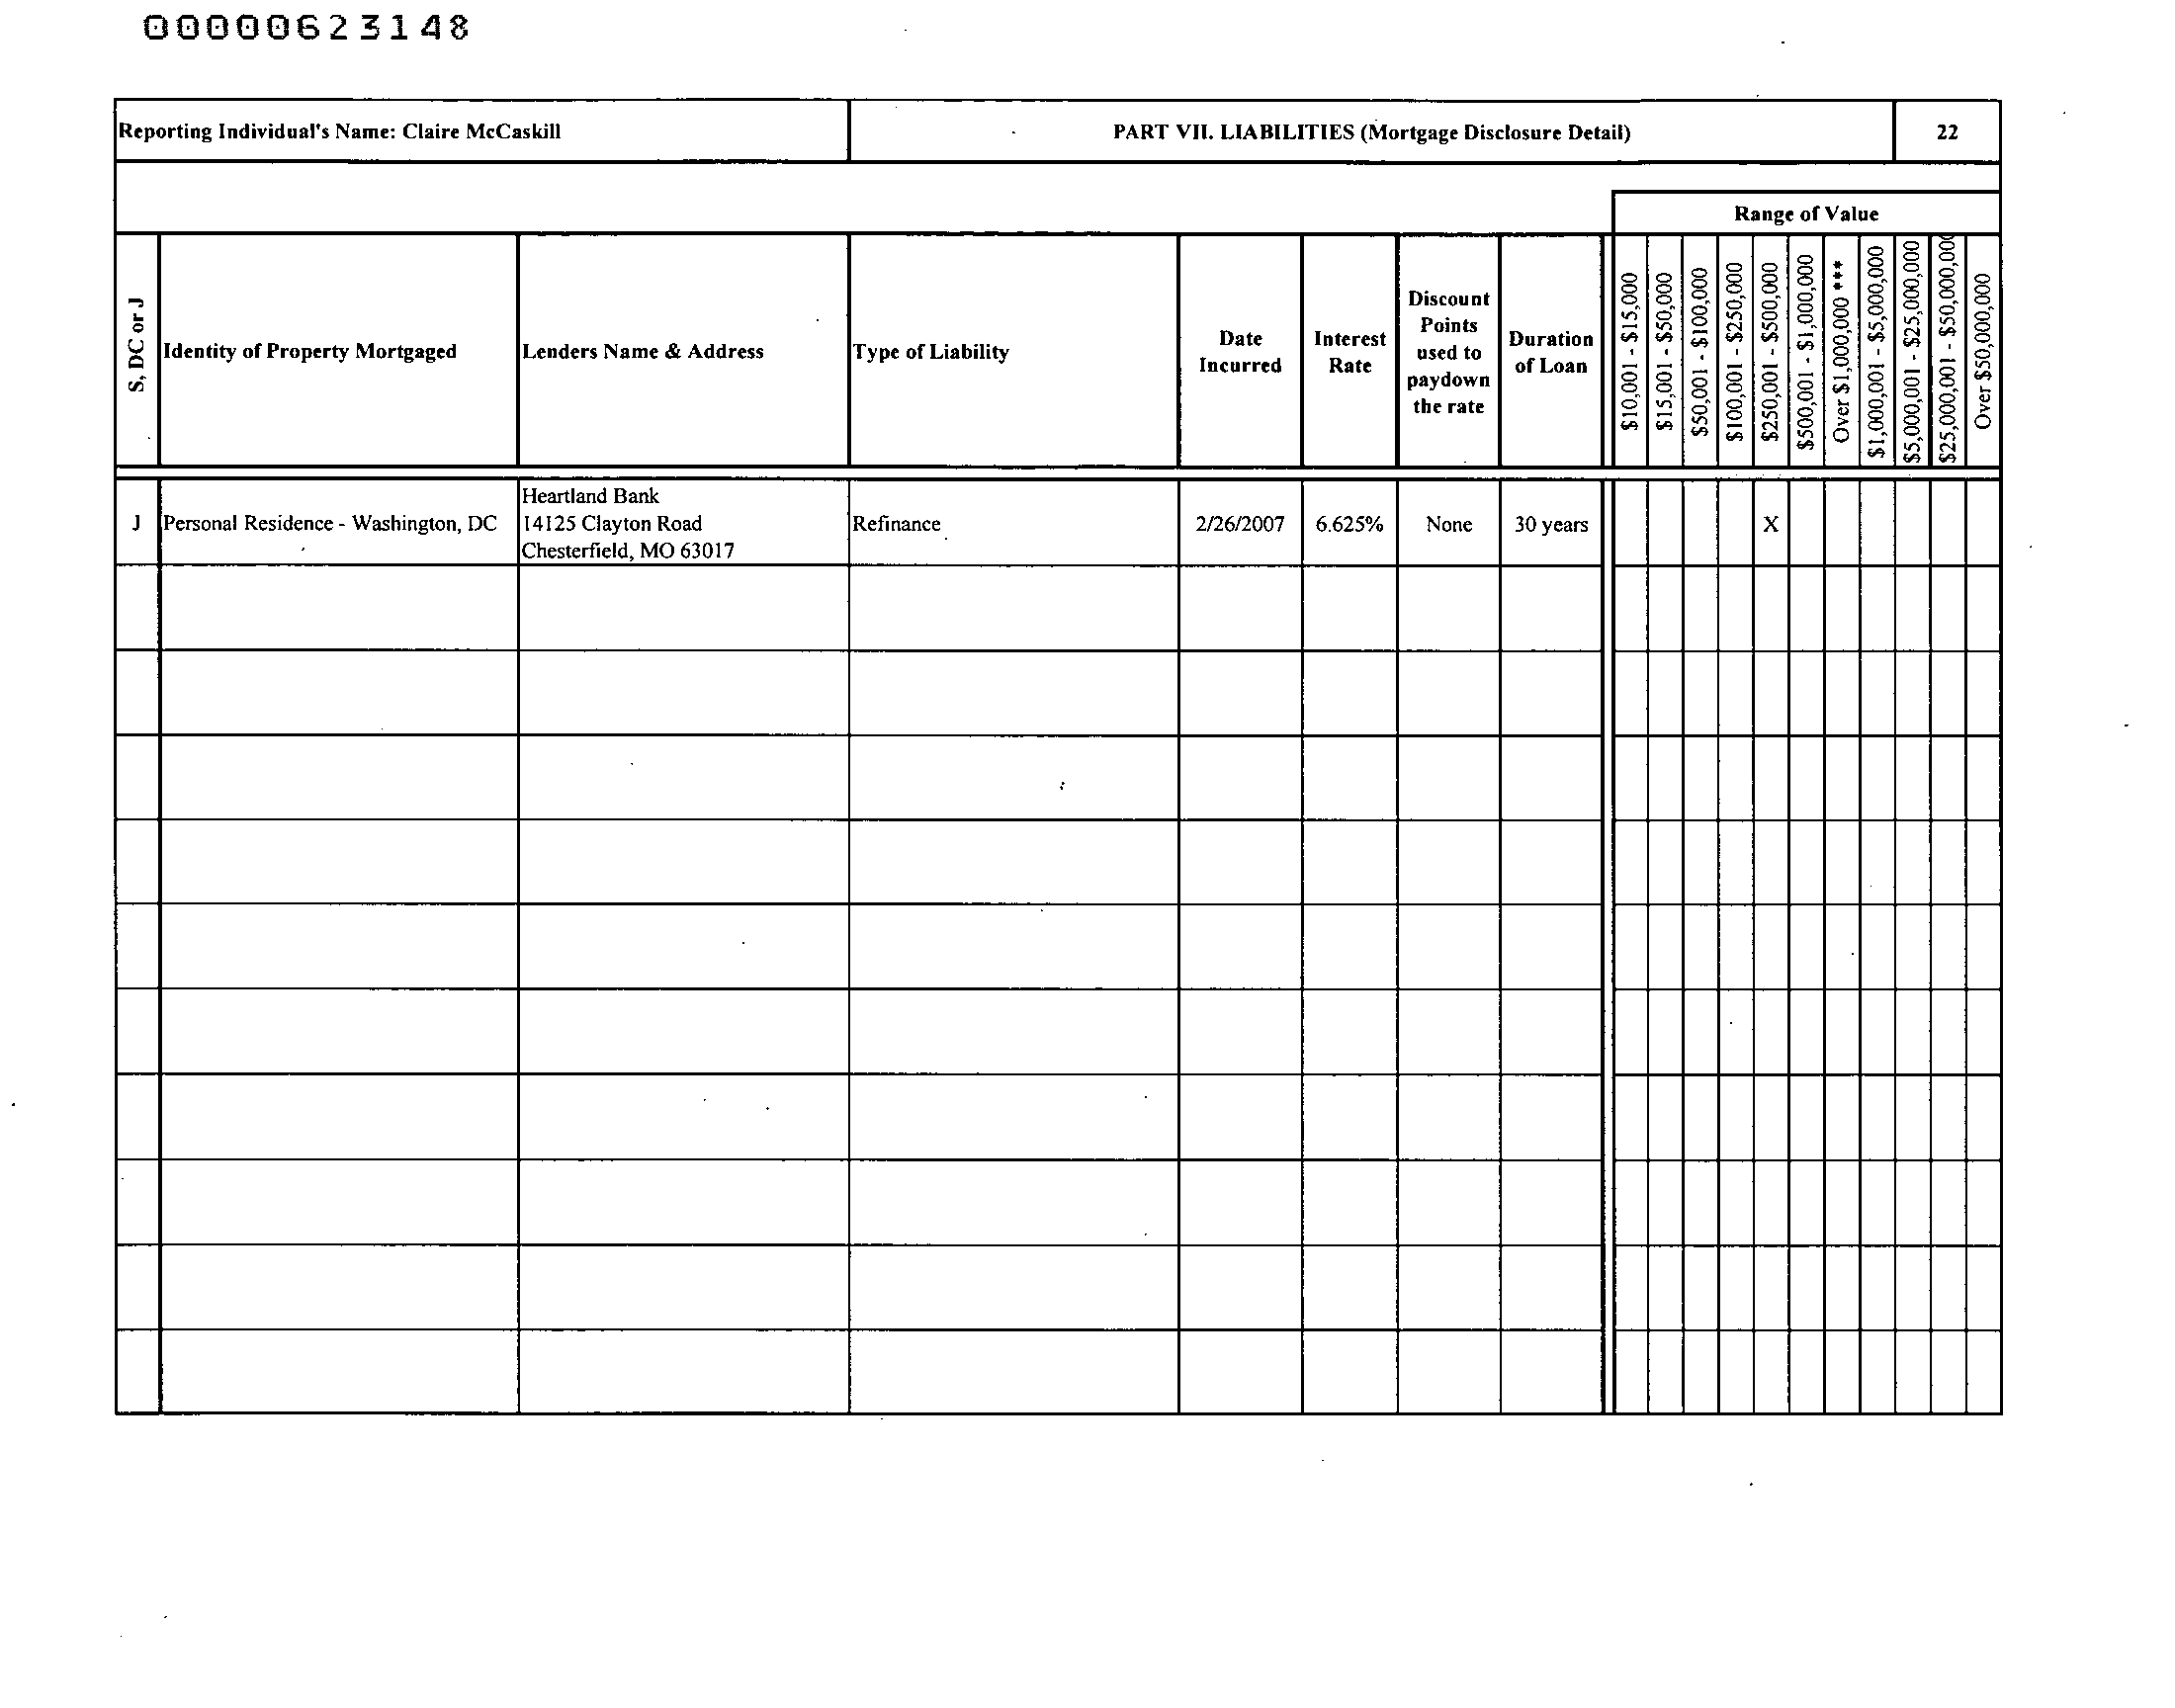 00000623148
Reporting Individual's Name: Claire McCaskill
PART VII. LIABILITIES (Mortgage Disclosure Detail)
22
Range of Value
S, DC or J
Identity of Property Mortgaged
Lenders Name & Address
Type of Liability
Date
Incurred
Interest
Rate
Discount
Points
used to
paydown
the rate
Duration
of Loan
$10,001 - $15,000
$15,001 - $50,000
$50,001 - $100,000
$100,001 - $250,000
$250,001 - $500,000
$500,001 - $1,000,000
Over $1,000,000 ***
$1,000,001 - $5,000,000
$5,000,001 - $25,000,000
$25,000,001 - $50,000,000
Over $50,000,000
J
Personal Residence - Washington, DC
Heartland Bank
14125 Clayton Road
Chesterfield, MO 63017
Refinance
2/26/2007
6.625%
None
30 years
X